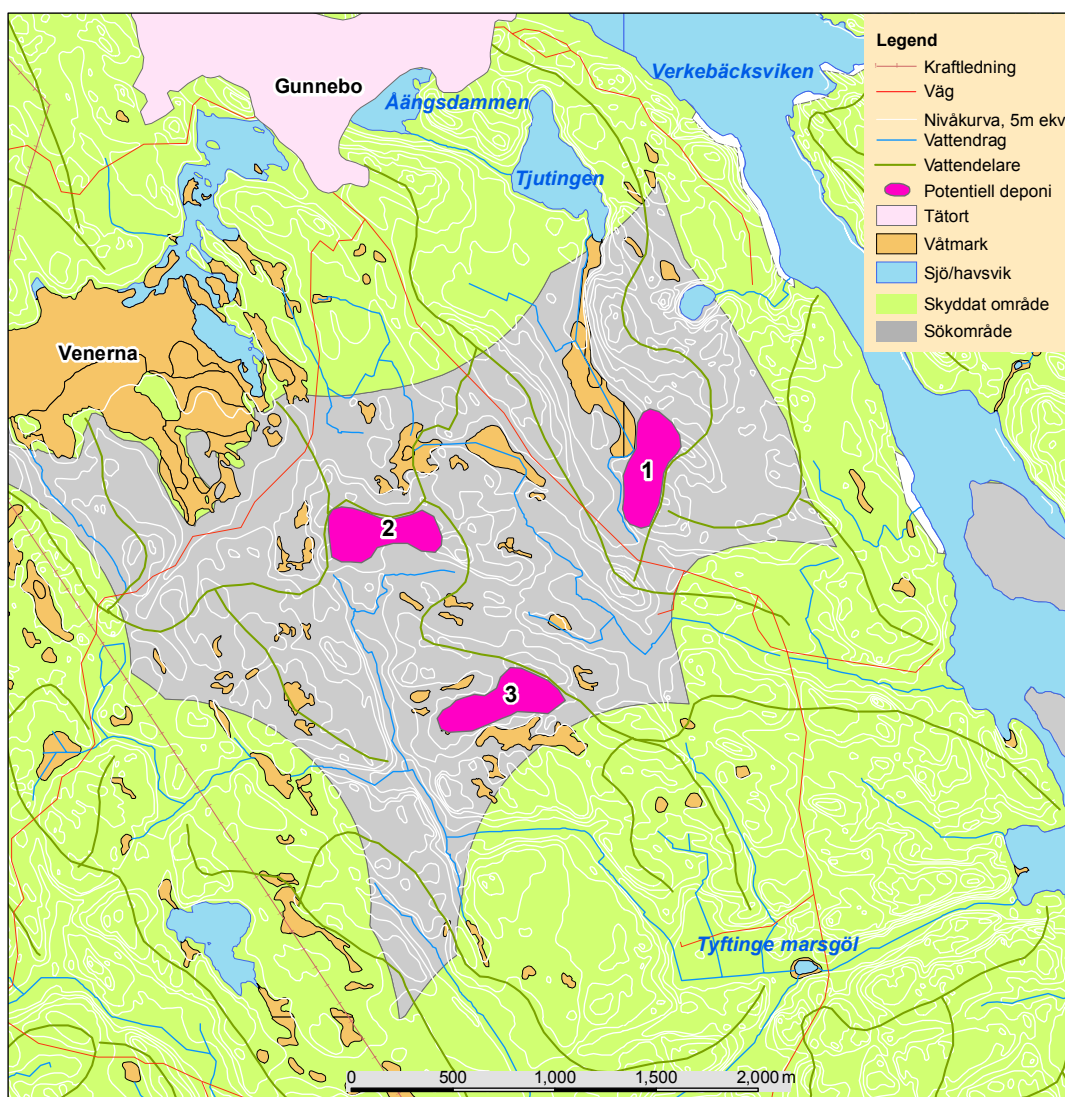 Legend
Kraftledning
Väg
Nivåkurva, 5m ekv
Vattendrag
Vattendelare
Potentiell deponi
Tätort
Våtmark
Sjö/havsvik
Skyddat område
Sökområde
Gunnebo
Verkebäcksviken
Åängsdammen
Tjutingen
Venerna
1
2
3
Tyftinge marsgöl
0 500 1,000 1,500 2,000 m